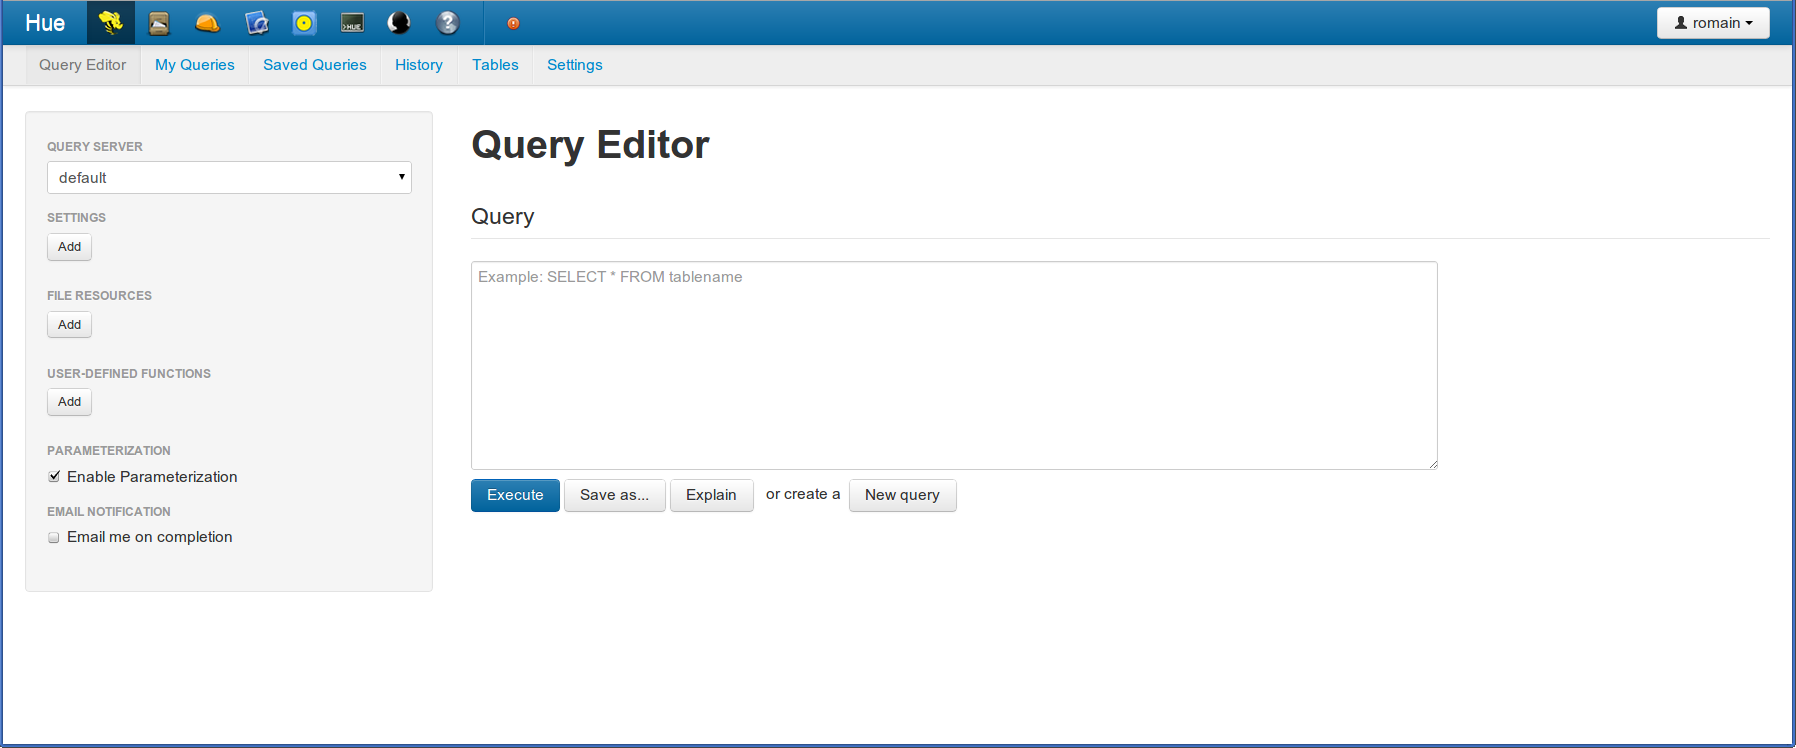 Hue >HUE romain
Query Editor My Queries Saved Queries History Tables Settings
QUERY SERVER
default
SETTINGS
Add
FILE RESOURCES
Add
USER-DEFINED FUNCTIONS
Add
PARAMETERIZATION
Enable Parameterization
EMAIL NOTIFICATION
Email me on completion
Query Editor
Query
Example: SELECT * FROM tablename
Execute Save as... Explain or create a New query